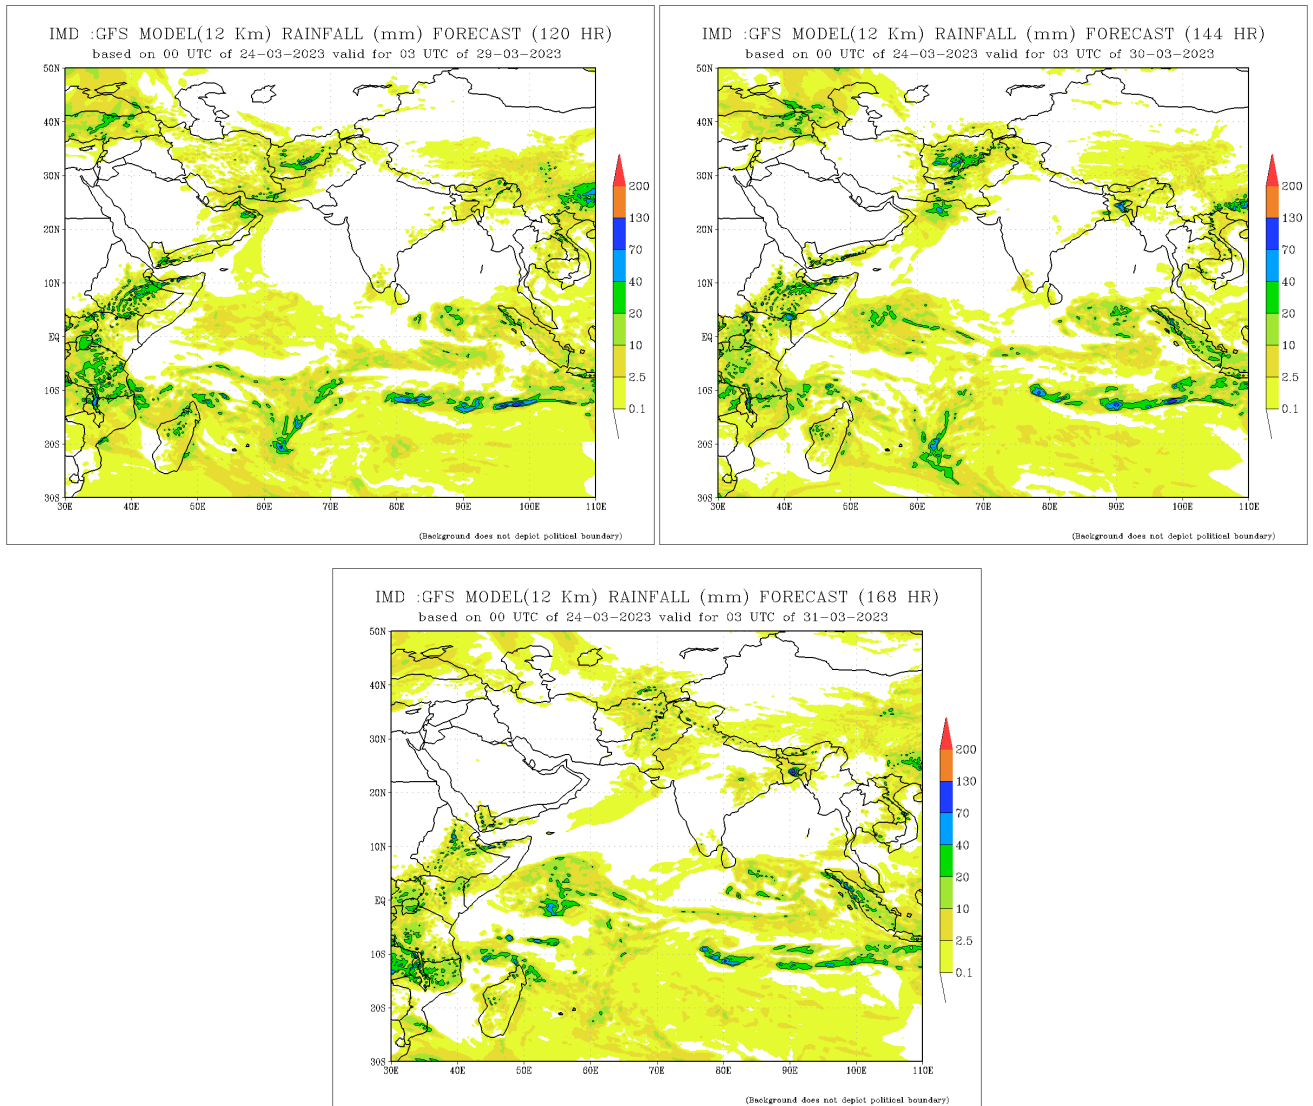 IMD :GFS MODEL(12 Km) RAINFALL (mm) FORECAST (120 HR)
based on 00 UTC of 24-03-2023 valid for 03 UTC of 29-03-2023
50N
40N
30N
20N
10N
EQ
10S
20S
30S
30E 40E 50E 60E 70E 80E 90E 100E 110E
200
130
70
40
20
10
2.5
0.1
(Background does not depict political boundary)
IMD :GFS MODEL(12 Km) RAINFALL (mm) FORECAST (144 HR)
based on 00 UTC of 24-03-2023 valid for 03 UTC of 30-03-2023
50N
40N
30N
20N
10N
EQ
10S
20S
30S
30E 40E 50E 60E 70E 80E 90E 100E 110E
200
130
70
40
20
10
2.5
0.1
(Background does not depict political boundary)
IMD :GFS MODEL(12 Km) RAINFALL (mm) FORECAST (168 HR)
based on 00 UTC of 24-03-2023 valid for 03 UTC of 31-03-2023
50N
40N
30N
20N
10N
EQ
10S
20S
30S
30E 40E 50E 60E 70E 80E 90E 100E 110E
200
130
70
40
20
10
2.5
0.1
(Background does not depict political boundary)